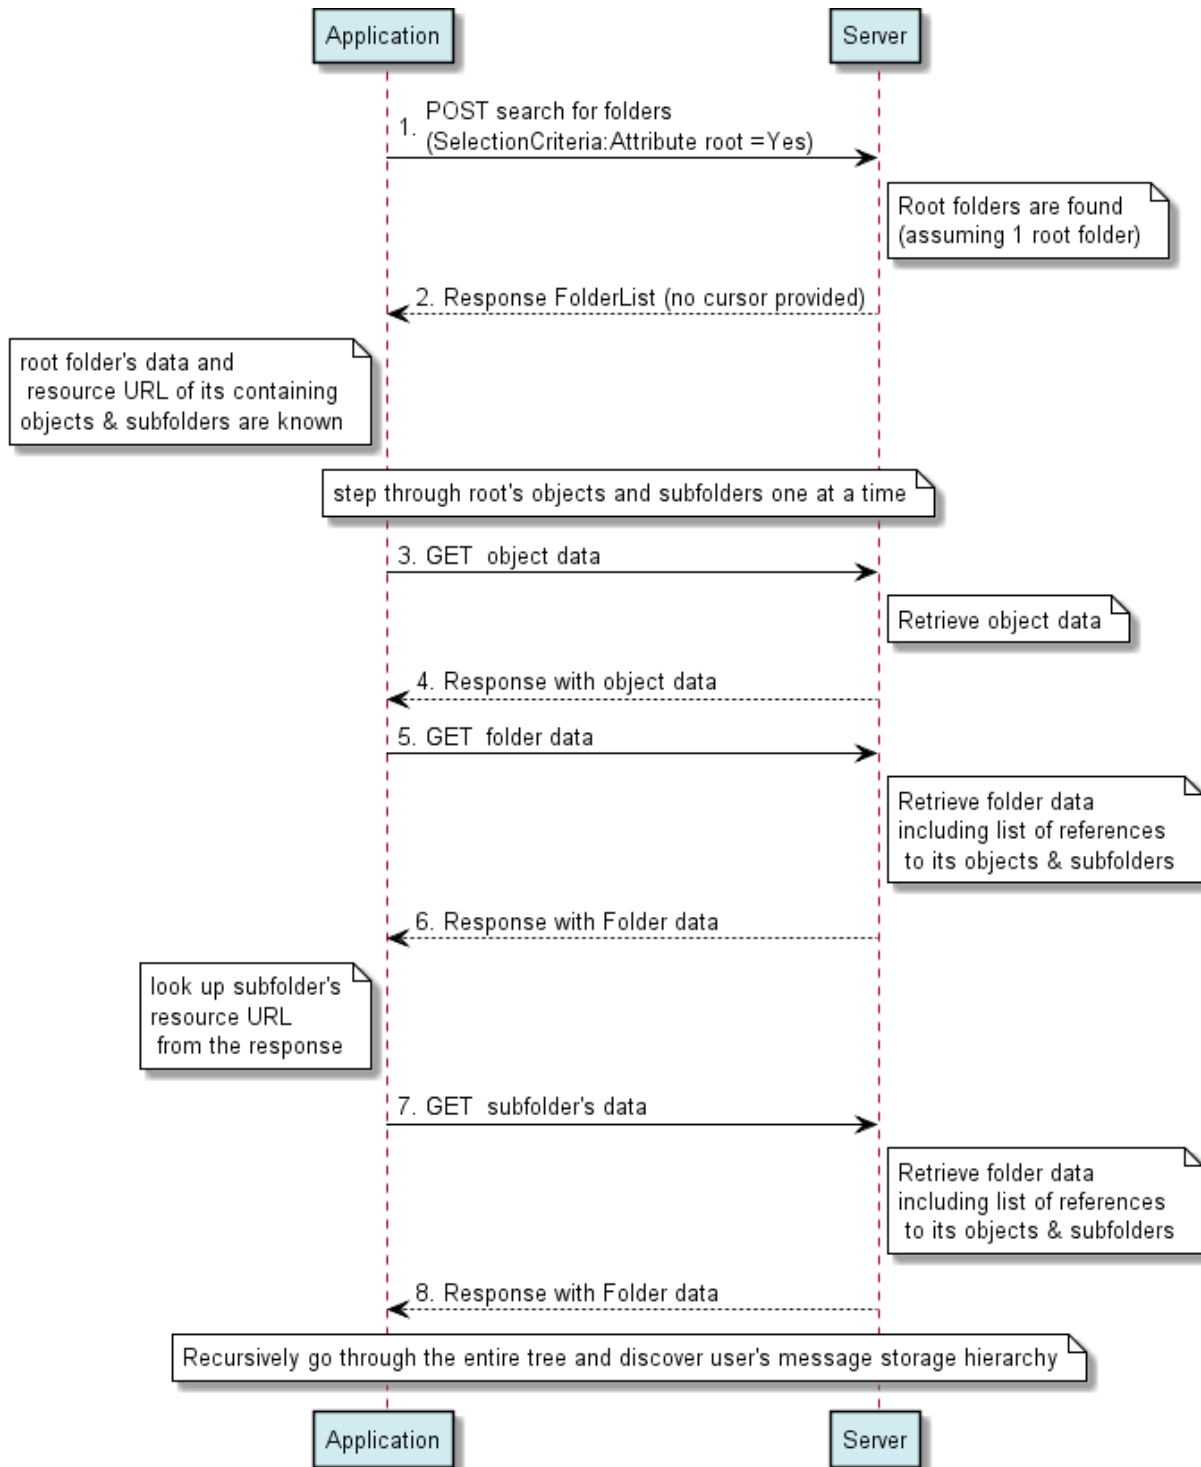 Application
Server
1. POST search for folders
(SelectionCriteria:Attribute root =Yes)
Root folders are found
(assuming 1 root folder)
2. Response FolderList (no cursor provided)
root folder's data and
resource URL of its containing
objects & subfolders are known
step through root's objects and subfolders one at a time
3. GET  object data
Retrieve object data
4. Response with object data
5. GET  folder data
Retrieve folder data
including list of references
to its objects & subfolders
6. Response with Folder data
look up subfolder's
resource URL
from the response
7. GET  subfolder's data
Retrieve folder data
including list of references
to its objects & subfolders
8. Response with Folder data
Recursively go through the entire tree and discover user's message storage hierarchy
Application
Server